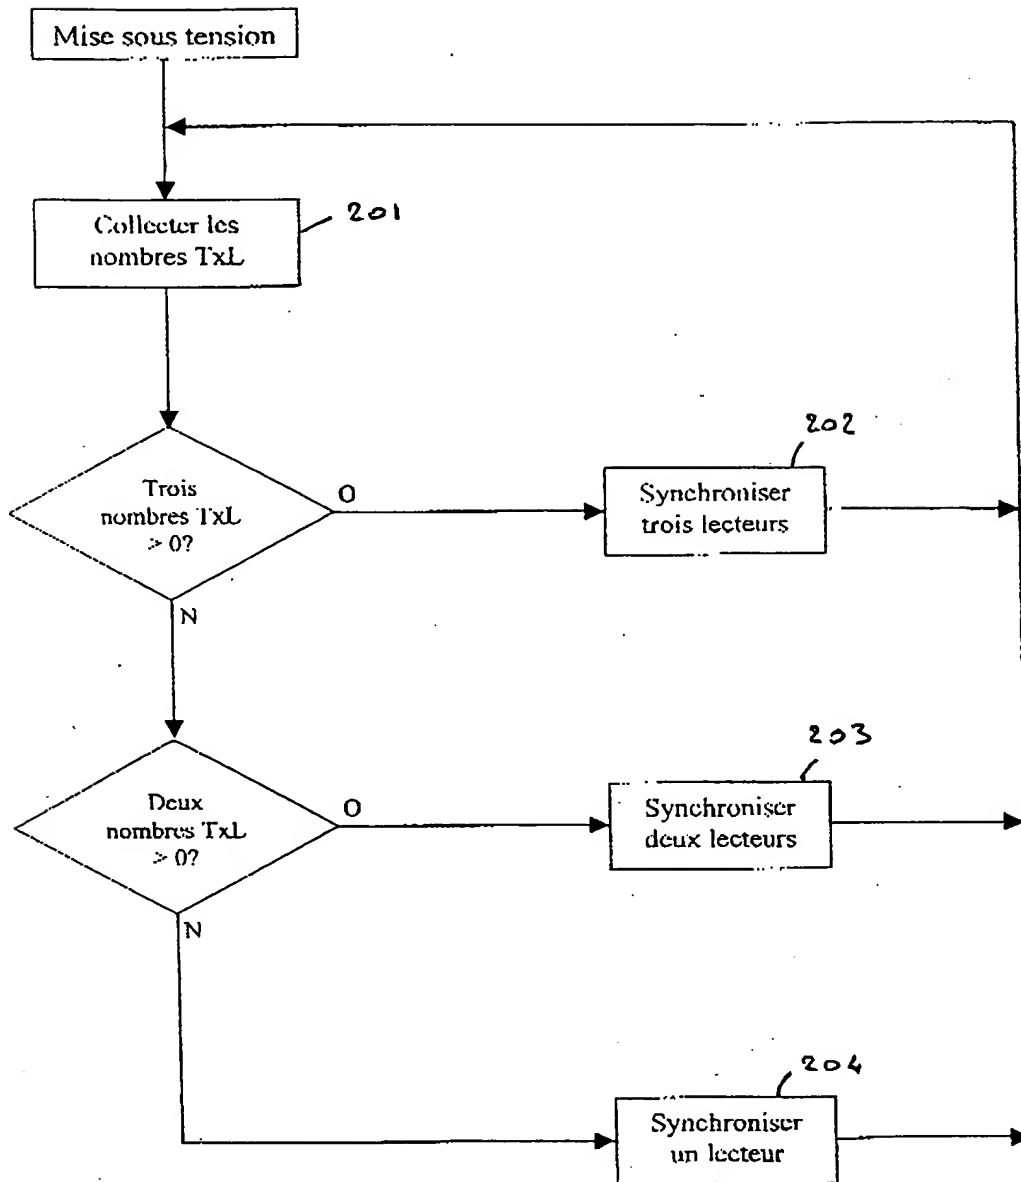 Mise sous tension
Collecter les
nombres TxL
201
Trois
nombres TxL
> 0?
O
N
202
Synchroniser
trois lecteurs
Deux
nombres TxL
> 0?
O
N
203
Synchroniser
deux lecteurs
204
Synchroniser
un lecteur